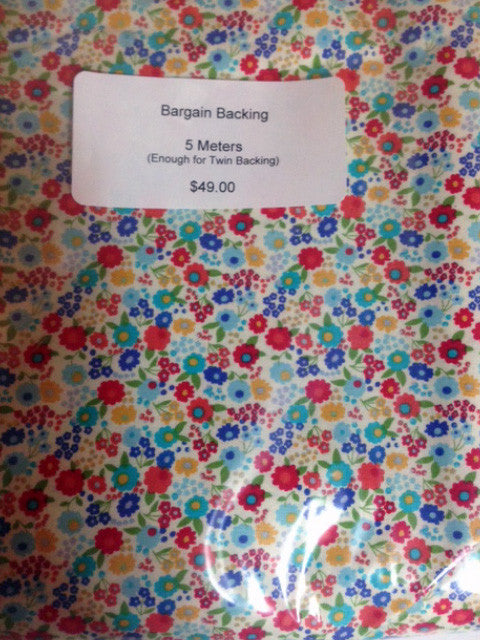 Bargain Backing
5 Meters
(Enough for Twin Backing)
$49.00